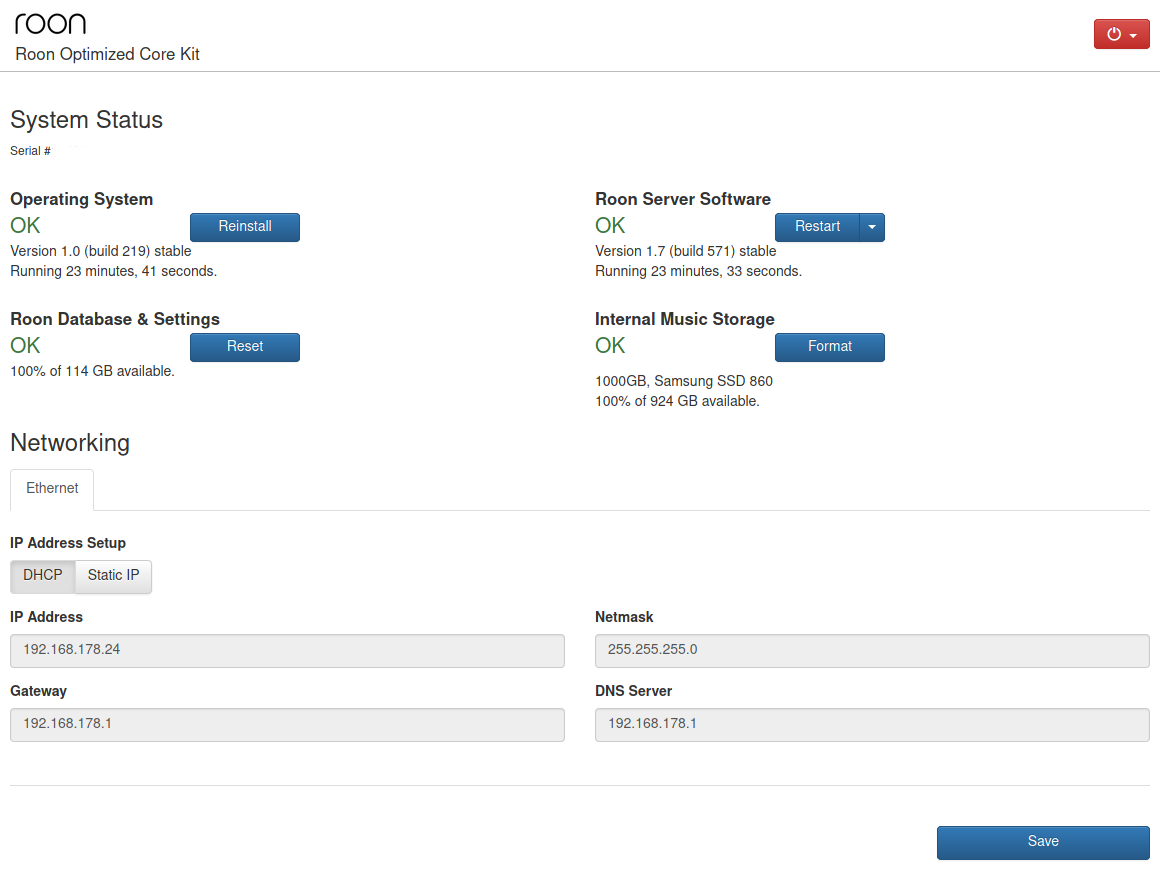 roon
Roon Optimized Core Kit
System Status
Serial #
Operating System
OK
Reinstall
Version 1.0 (build 219) stable
Running 23 minutes, 41 seconds.
Roon Server Software
OK
Restart
Version 1.7 (build 571) stable
Running 23 minutes, 33 seconds.
Roon Database & Settings
OK
Reset
100% of 114 GB available.
Internal Music Storage
OK
Format
1000GB, Samsung SSD 860
100% of 924 GB available.
Networking
Ethernet
IP Address Setup
DHCP Static IP
IP Address
192.168.178.24
Netmask
255.255.255.0
Gateway
192.168.178.1
DNS Server
192.168.178.1
Save